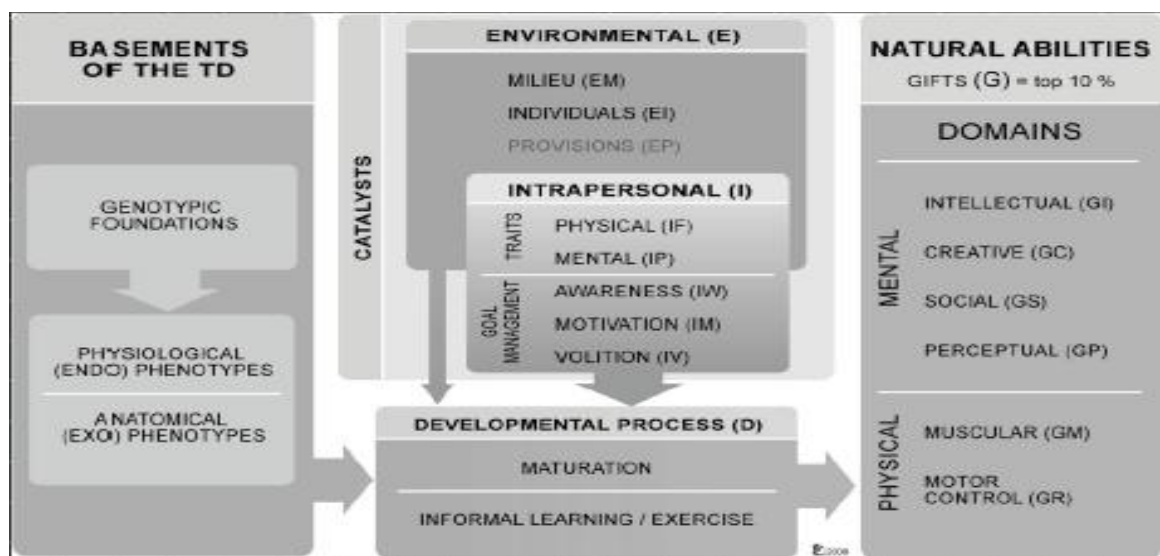 BASEMENTS
OF THE TD
GENOTYPIC
FOUNDATIONS
PHYSIOLOGICAL
(ENDO) PHENOTYPES
ANATOMICAL
(EXO) PHENOTYPES
CATALYSTS
ENVIRONMENTAL (E)
MILIEU (EM)
INDIVIDUALS (EI)
PROVISIONS (EP)
INTRAPERSONAL (I)
TRAITS
PHYSICAL (IF)
MENTAL (IP)
GOAL
MANAGEMENT
AWARENESS (IW)
MOTIVATION (IM)
VOLITION (IV)
DEVELOPMENTAL PROCESS (D)
MATURATION
INFORMAL LEARNING / EXERCISE
NATURAL ABILITIES
GIFTS (G) = top 10 %
DOMAINS
MENTAL
INTELLECTUAL (GI)
CREATIVE (GC)
SOCIAL (GS)
PERCEPTUAL (GP)
PHYSICAL
MUSCULAR (GM)
MOTOR
CONTROL (GR)